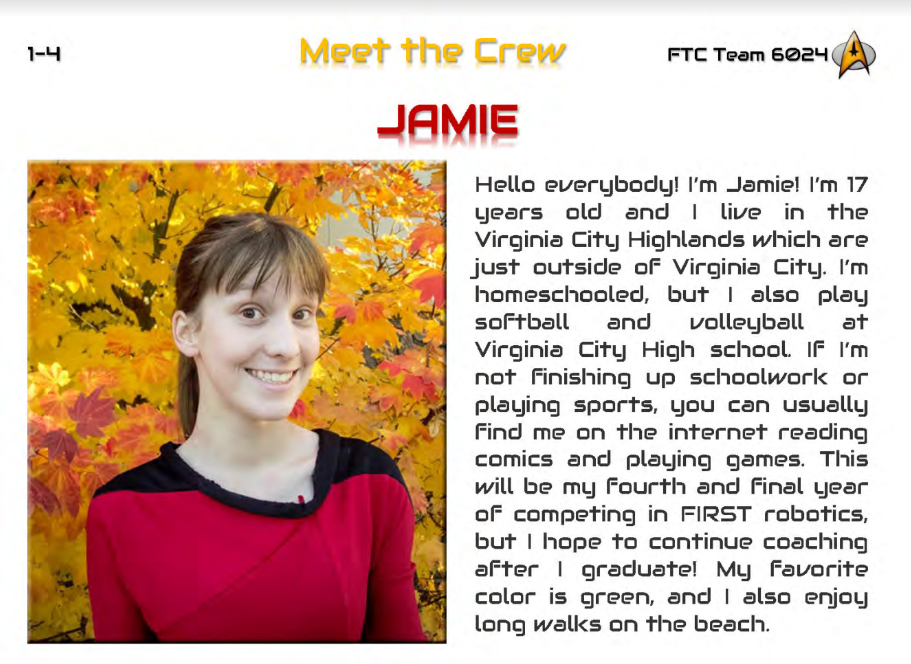 1-4
Meet the Crew
FTC Team 6024
JAMIE
Hello everybody! I'm Jamie! I'm 17
years old and I live in the
Virginia City Highlands which are
just outside of Virginia City. I'm
homeschooled, but I also play
softball and volleyball at
Virginia City High school. If I'm
not finishing up schoolwork or
playing sports, you can usually
find me on the internet reading
comics and playing games. This
will be my fourth and final year
of competing in FIRST robotics,
but I hope to continue coaching
after I graduate! My favorite
color is green, and I also enjoy
long walks on the beach.